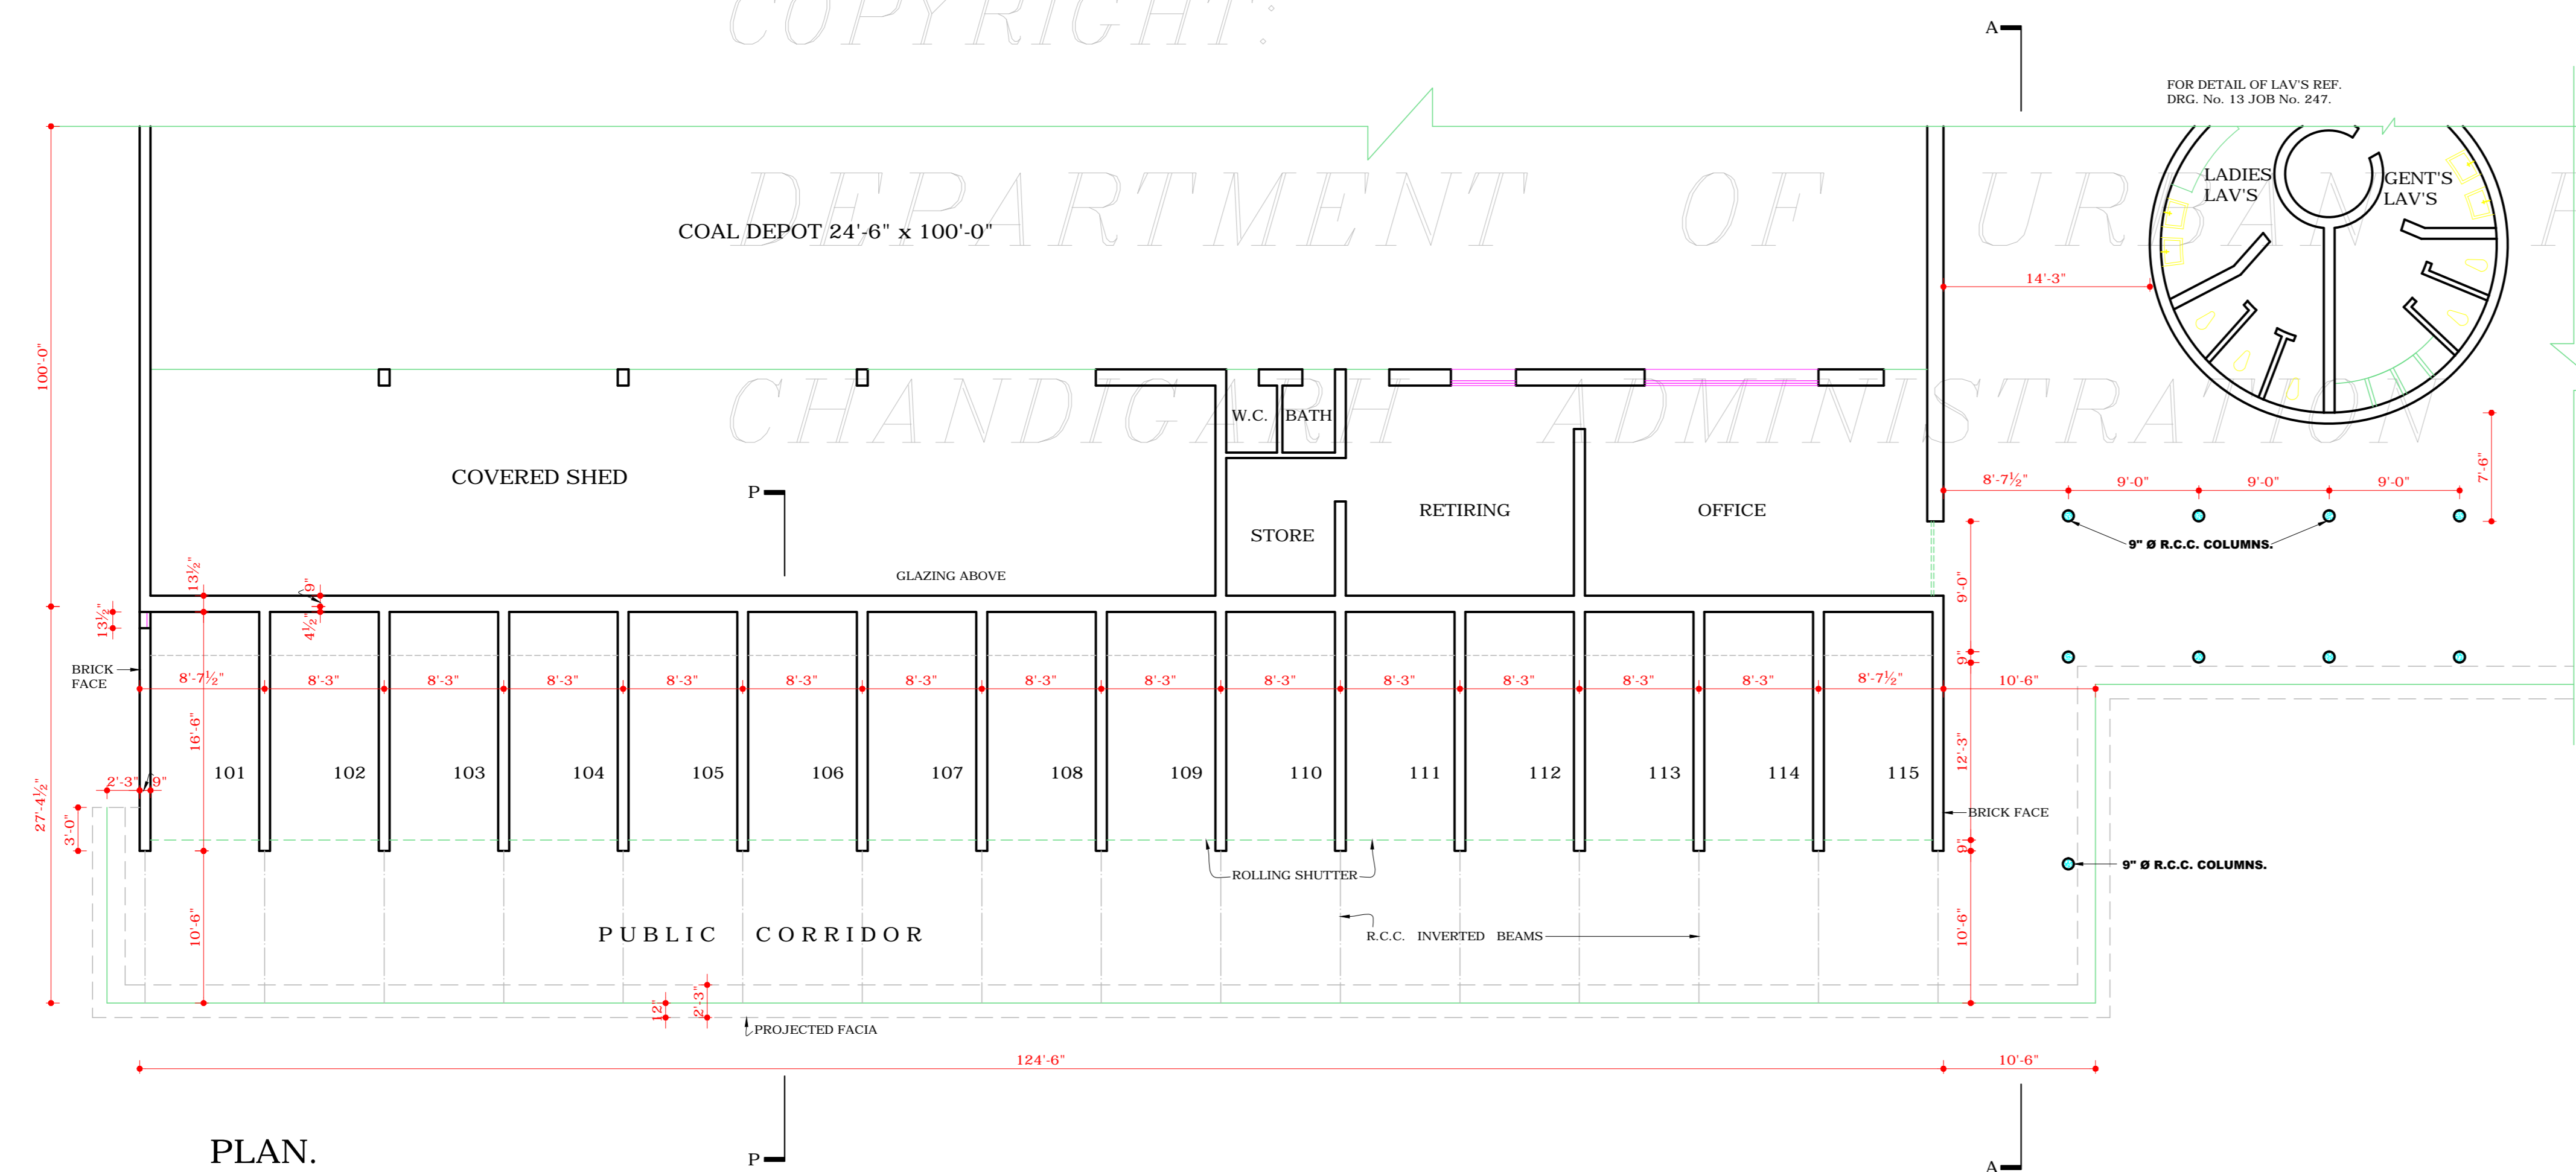 COPYRIGHT:
A
FOR DETAIL OF LAV'S REF.
DRG. No. 13 JOB No. 247.
DEPARTMENT OF URBAN
LADIES
LAV'S
GENT'S
LAV'S
COAL DEPOT 24'-6" x 100'-0"
14'-3"
100'-0"
CHANDIGARH ADMINISTRATION
W.C.
BATH
COVERED SHED
P
8'-7½"
9'-0"
9'-0"
9'-0"
7'-6"
RETIRING
OFFICE
STORE
9" Ø R.C.C. COLUMNS.
GLAZING ABOVE
13½"
9"
9'-0"
13½"
4½"
BRICK
FACE
9"
8'-7½"
8'-3"
8'-3"
8'-3"
8'-3"
8'-3"
8'-3"
8'-3"
8'-3"
8'-3"
8'-3"
8'-3"
8'-3"
8'-3"
8'-7½"
10'-6"
16'-6"
12'-3"
101
102
103
104
105
106
107
108
109
110
111
112
113
114
115
2'-3"
9"
27'-4½"
3'-0"
BRICK FACE
9"
9" Ø R.C.C. COLUMNS.
ROLLING SHUTTER
10'-6"
PUBLIC CORRIDOR
R.C.C. INVERTED BEAMS
10'-6"
12"
2'-3"
PROJECTED FACIA
124'-6"
10'-6"
PLAN.
P
A